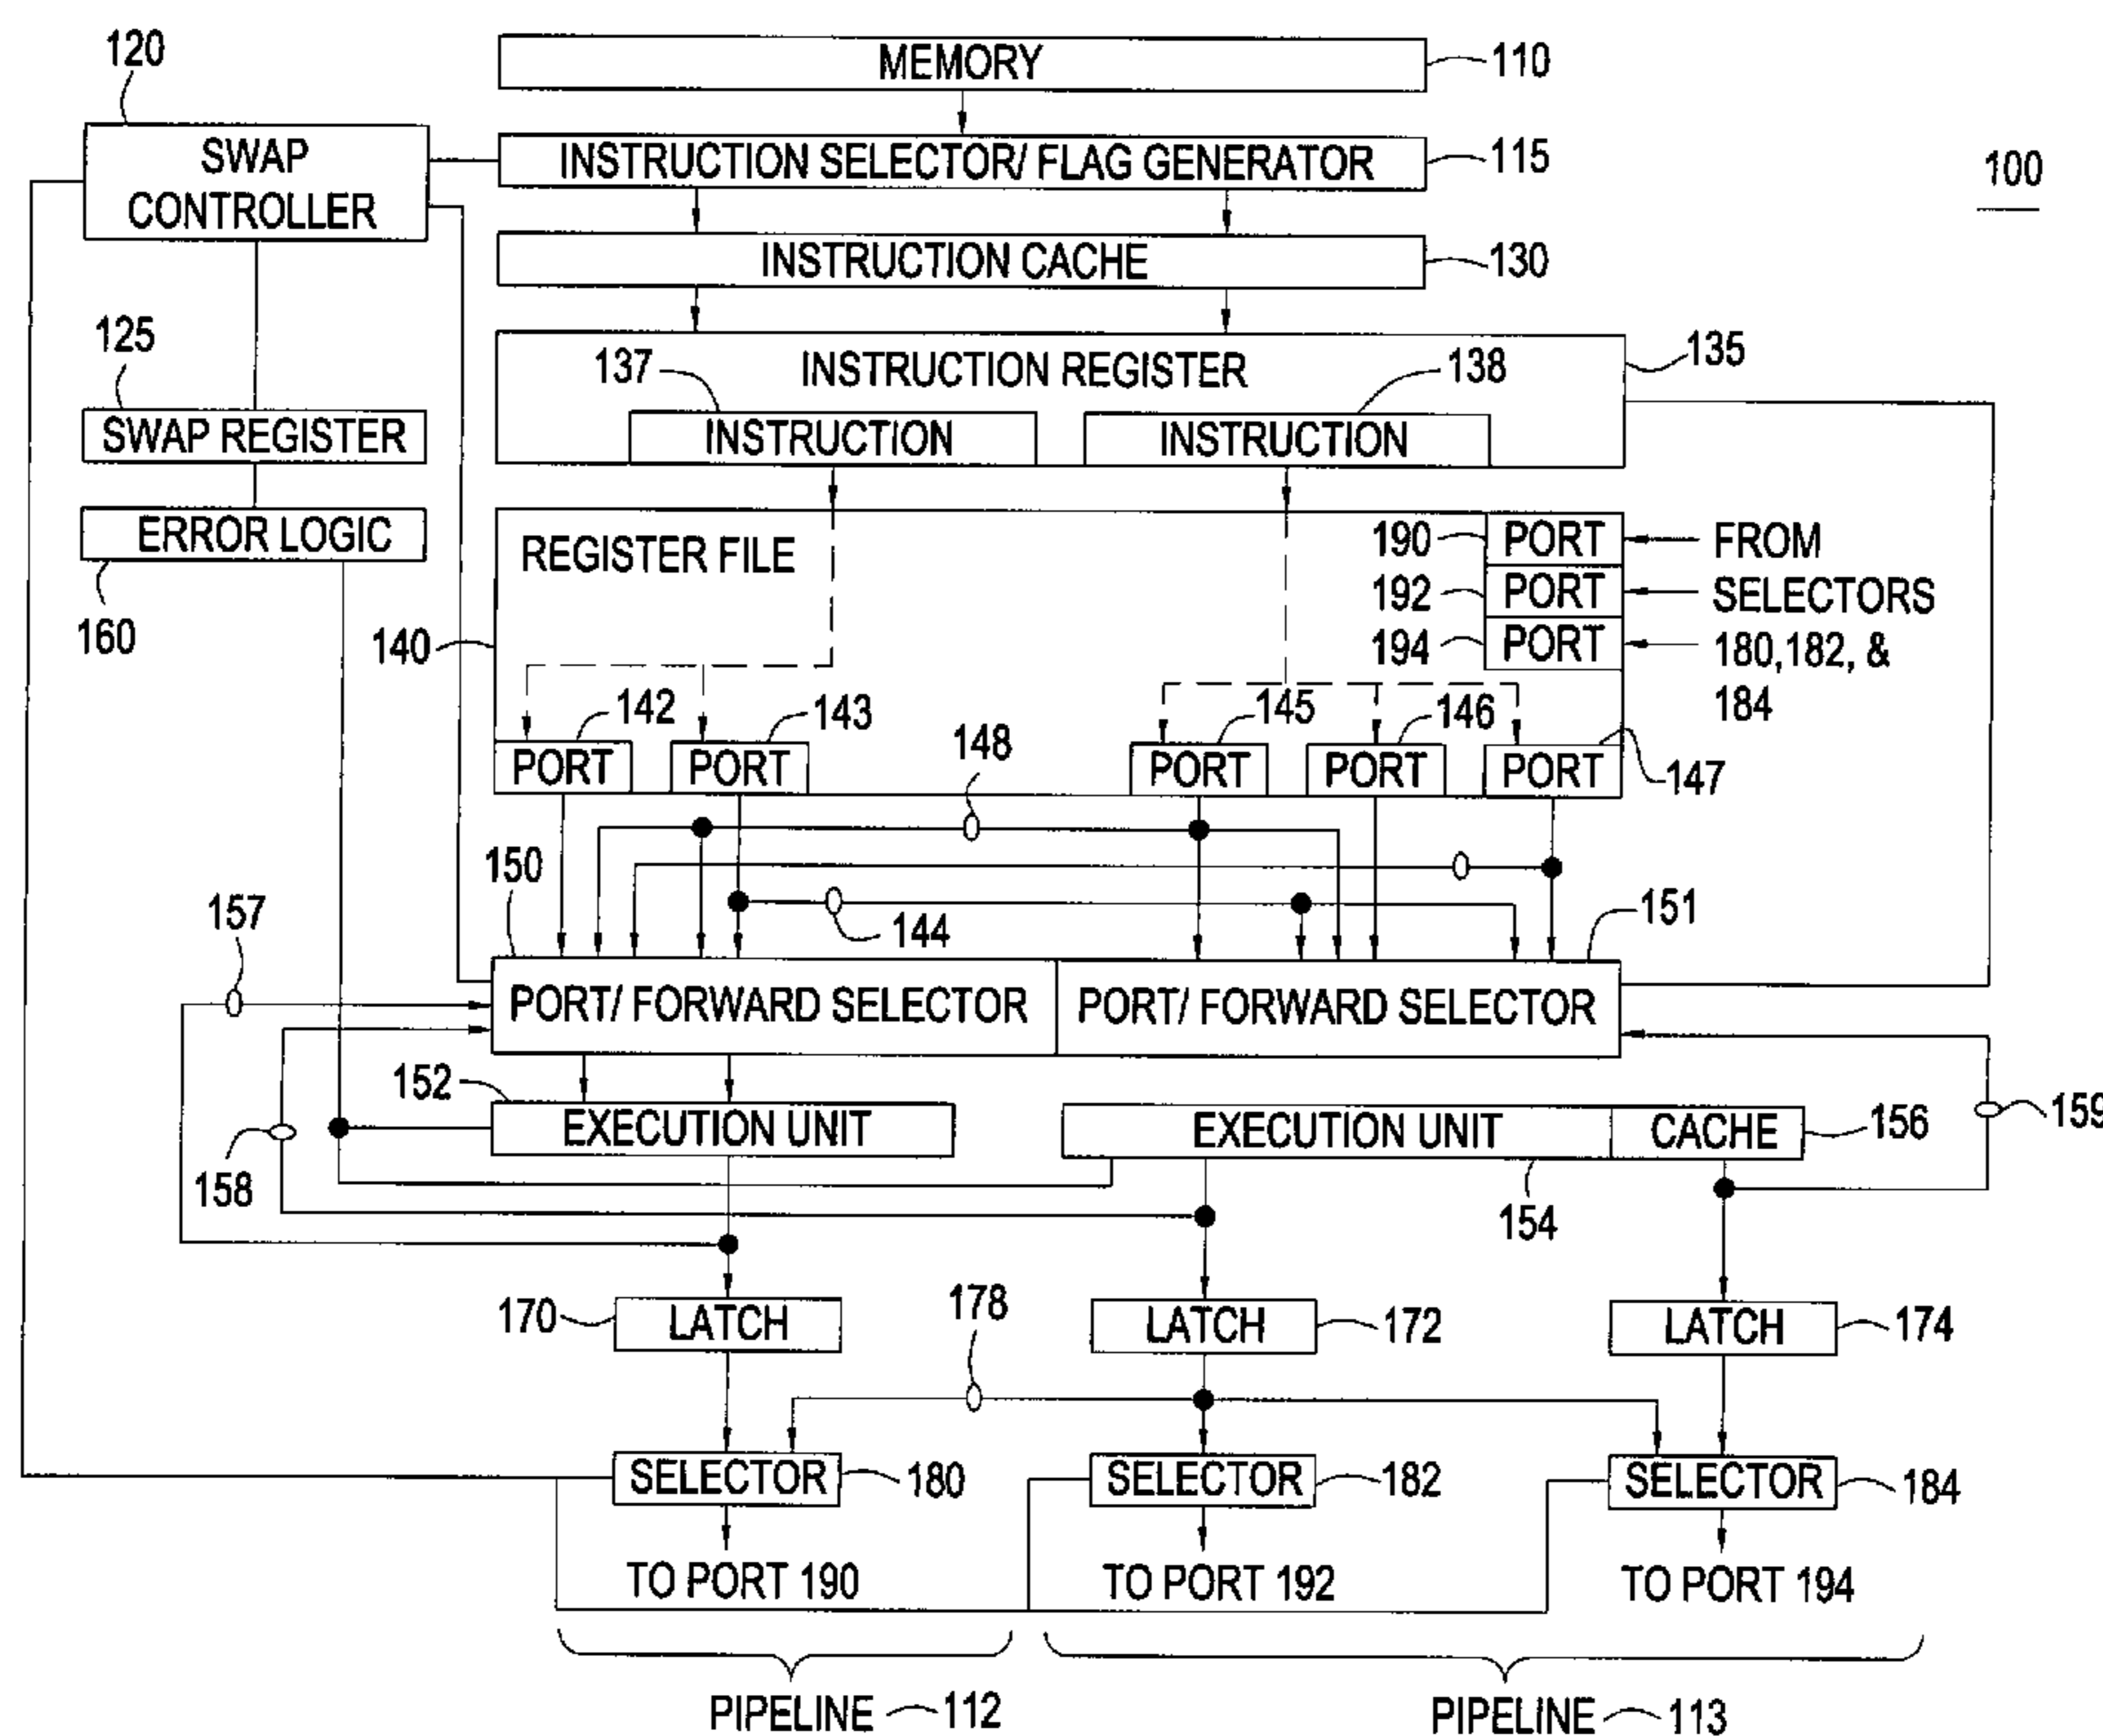 120
MEMORY
110
SWAP
CONTROLLER
INSTRUCTION SELECTOR/ FLAG GENERATOR
115
100
INSTRUCTION CACHE
130
125
137
INSTRUCTION REGISTER
138
135
SWAP REGISTER
INSTRUCTION
INSTRUCTION
ERROR LOGIC
160
REGISTER FILE
140
190
PORT
FROM
192
PORT
SELECTORS
194
PORT
180, 182, &
184
142
143
145
146
PORT
PORT
148
PORT
PORT
PORT
147
150
157
144
151
PORT/ FORWARD SELECTOR
PORT/ FORWARD SELECTOR
152
EXECUTION UNIT
EXECUTION UNIT
CACHE
156
159
158
154
170
LATCH
178
LATCH
172
LATCH
174
SELECTOR
180
SELECTOR
182
SELECTOR
184
TO PORT 190
TO PORT 192
TO PORT 194
PIPELINE
112
PIPELINE
113